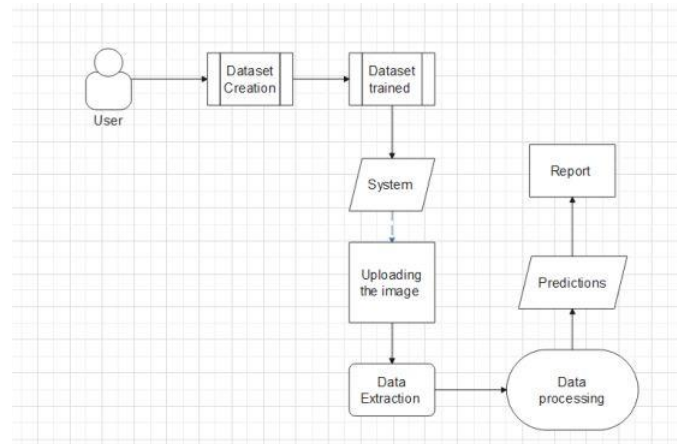 User
Dataset
Creation
Dataset
trained
System
Uploading
the image
Data
Extraction
Data
processing
Predictions
Report